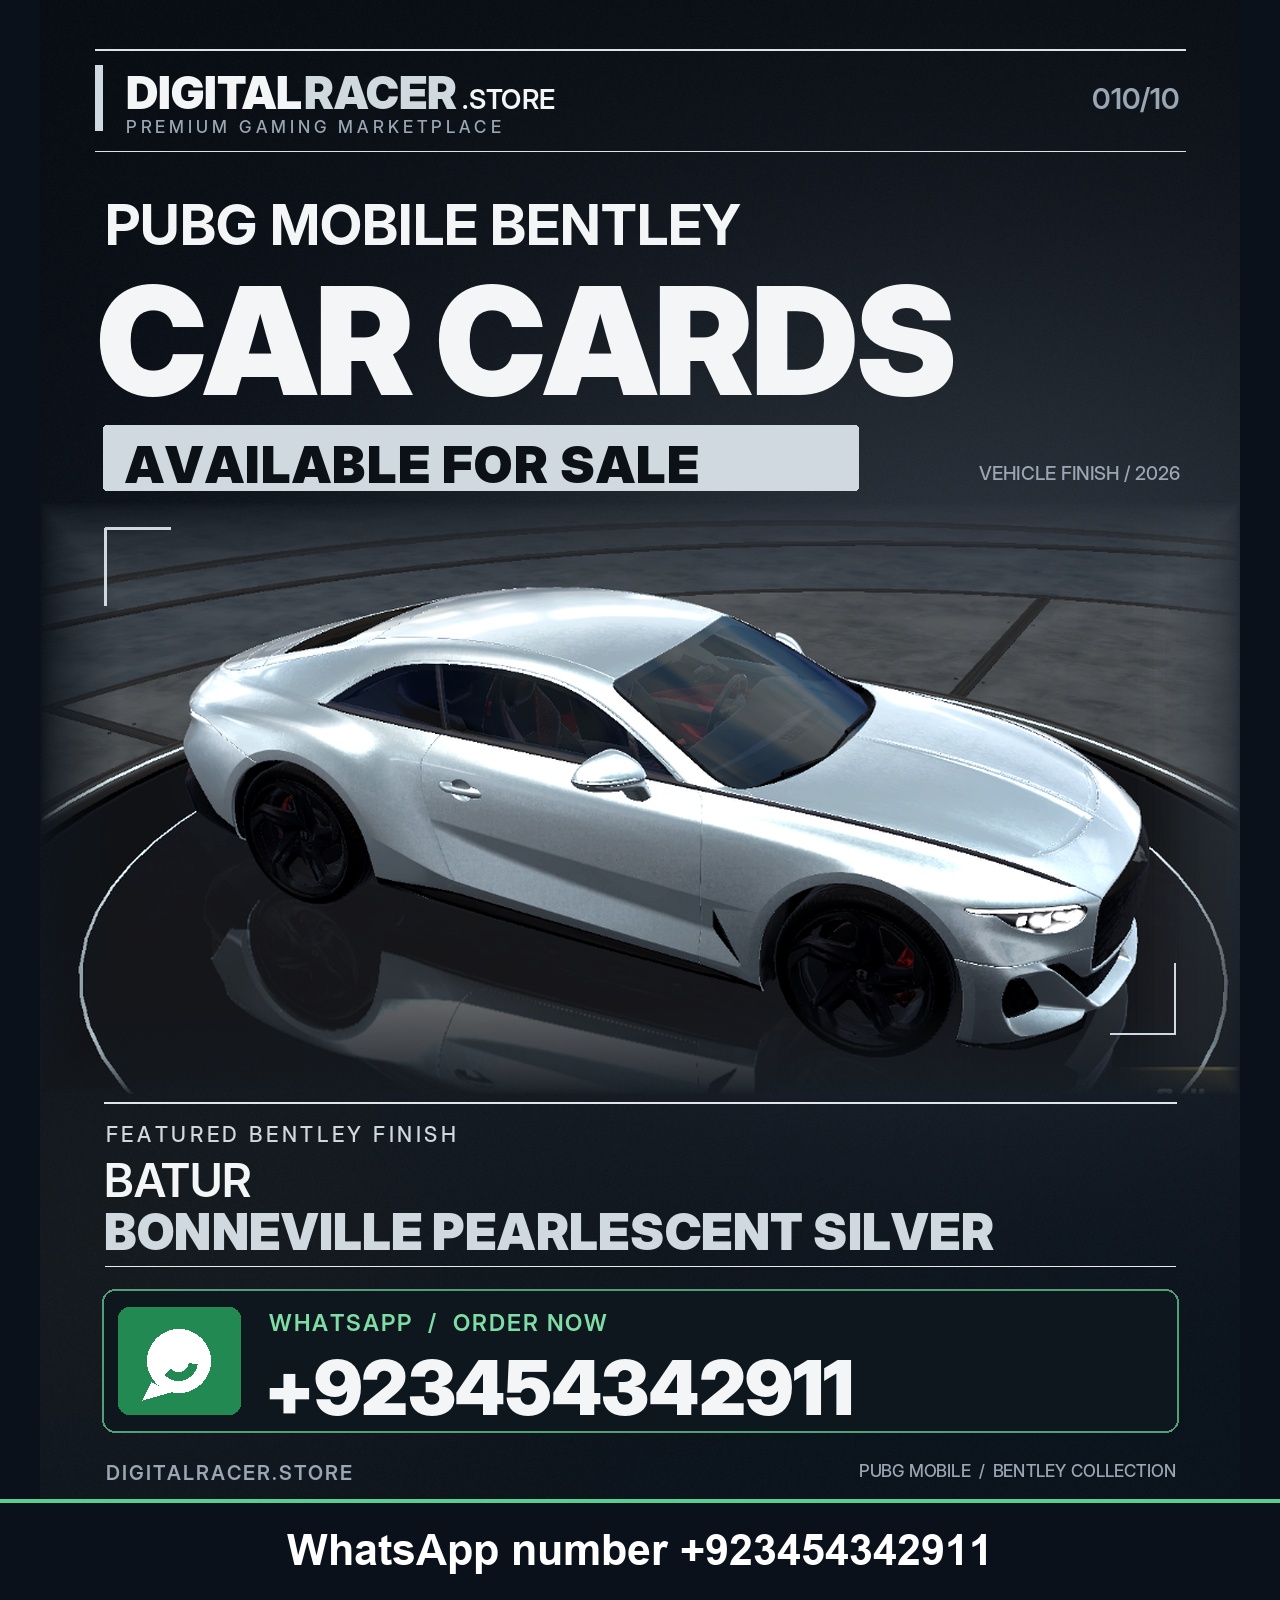 DIGITALRACER.STORE
PREMIUM GAMING MARKETPLACE
010/10
PUBG MOBILE BENTLEY
CAR CARDS
AVAILABLE FOR SALE
VEHICLE FINISH / 2026
FEATURED BENTLEY FINISH
BATUR
BONNEVILLE PEARLESCENT SILVER
WHATSAPP / ORDER NOW
+923454342911
DIGITALRACER.STORE
PUBG MOBILE / BENTLEY COLLECTION
WhatsApp number +923454342911